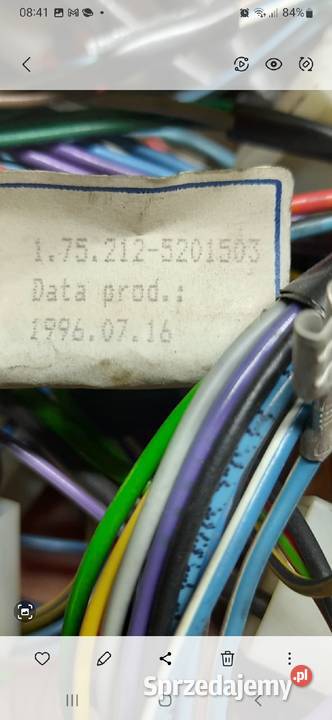 08:41
84%
1.75.212-5201503
Data prod.:
1996.07.16
Sprzedajemy.pl